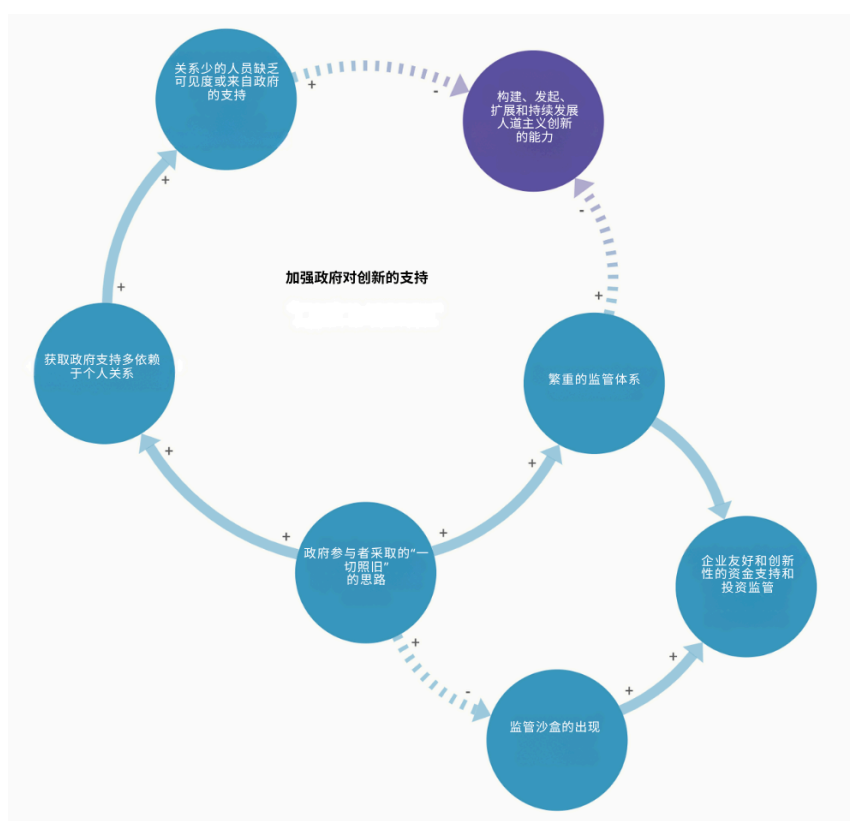 关系少的人员缺乏
可见度或来自政府
的支持
+
-
构建、发起、
扩展和持续发展
人道主义创新
的能力
+
-
加强政府对创新的支持
+
+
获取政府支持多依赖
于个人关系
繁重的监管体系
+
+
+
+
政府参与者采取的“一
切照旧”
的思路
企业友好和创新
性的资金支持和
投资监管
+
-
+
+
监管沙盒的出现